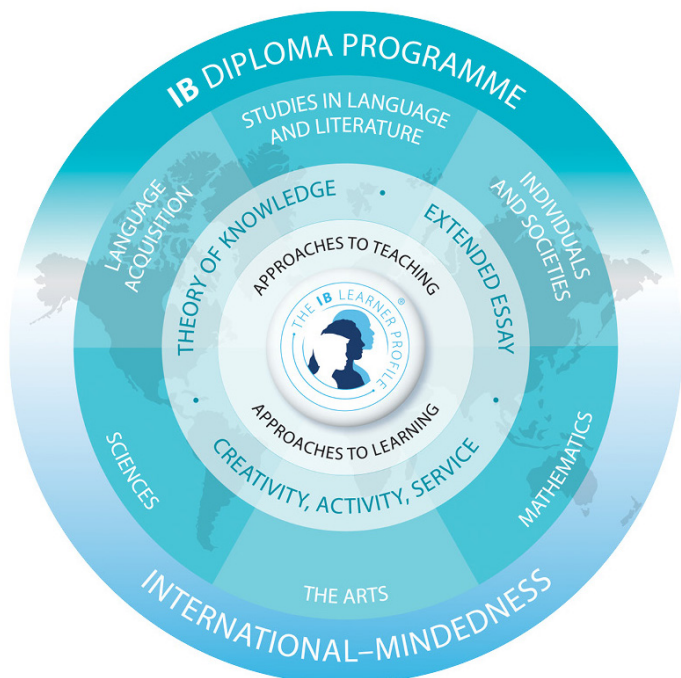 IB DIPLOMA PROGRAMME
STUDIES IN LANGUAGE
AND LITERATURE
LANGUAGE
ACQUISITION
INDIVIDUALS
AND SOCIETIES
THEORY OF KNOWLEDGE
•
EXTENDED ESSAY
APPROACHES TO TEACHING
THE IB LEARNER PROFILE
®
APPROACHES TO LEARNING
•
•
CREATIVITY, ACTIVITY, SERVICE
SCIENCES
MATHEMATICS
THE ARTS
INTERNATIONAL–MINDEDNESS